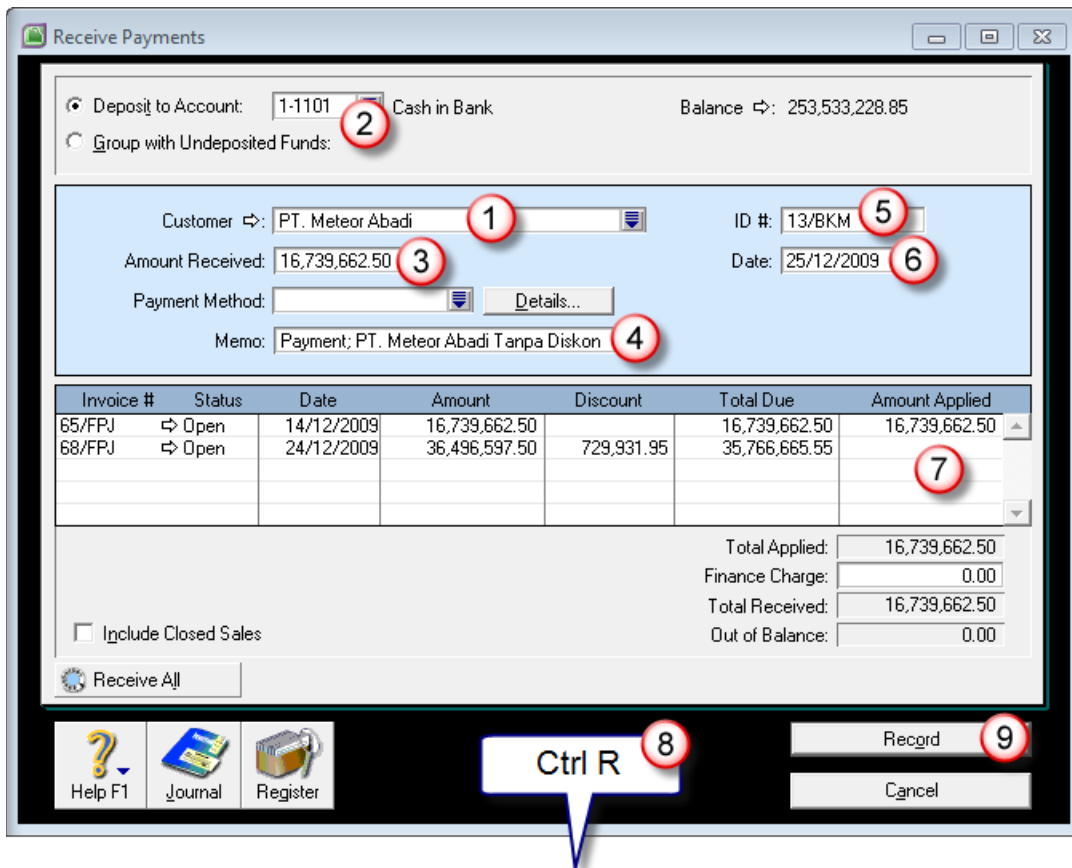 Receive Payments
Deposit to Account: 1-1101 Cash in Bank Balance ⇨: 253,533,228.85
2
Group with Undeposited Funds:
Customer ⇨: PT. Meteor Abadi 1 ID #: 13/BKM 5
Amount Received: 16,739,662.50 3 Date: 25/12/2009 6
Payment Method: Details...
Memo: Payment; PT. Meteor Abadi Tanpa Diskon 4
Invoice # Status Date Amount Discount Total Due Amount Applied
65/FPJ ⇨ Open 14/12/2009 16,739,662.50 16,739,662.50 16,739,662.50
68/FPJ ⇨ Open 24/12/2009 36,496,597.50 729,931.95 35,766,665.55
7
Total Applied: 16,739,662.50
Finance Charge: 0.00
Total Received: 16,739,662.50
Include Closed Sales Out of Balance: 0.00
Receive All
Ctrl R 8 Record 9
Help F1 Journal Register Cancel